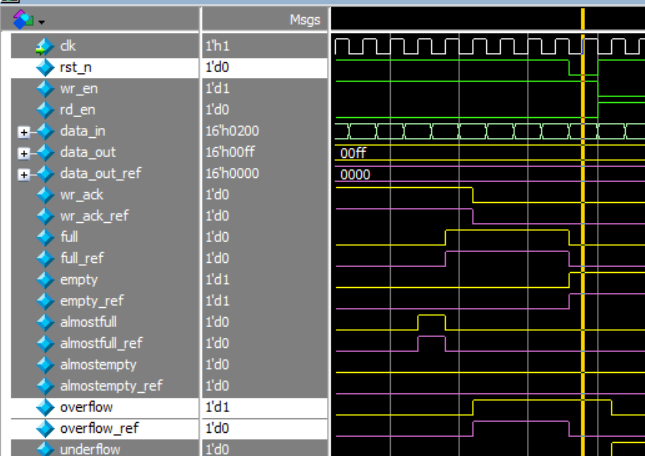 Msgs
clk 1'h1
rst_n 1'd0
wr_en 1'd1
rd_en 1'd0
data_in 16'h0200
data_out 16'h00ff 00ff
data_out_ref 16'h0000 0000
wr_ack 1'd0
wr_ack_ref 1'd0
full 1'd0
full_ref 1'd0
empty 1'd1
empty_ref 1'd1
almostfull 1'd0
almostfull_ref 1'd0
almostempty 1'd0
almostempty_ref 1'd0
overflow 1'd1
overflow_ref 1'd0
underflow 1'd0